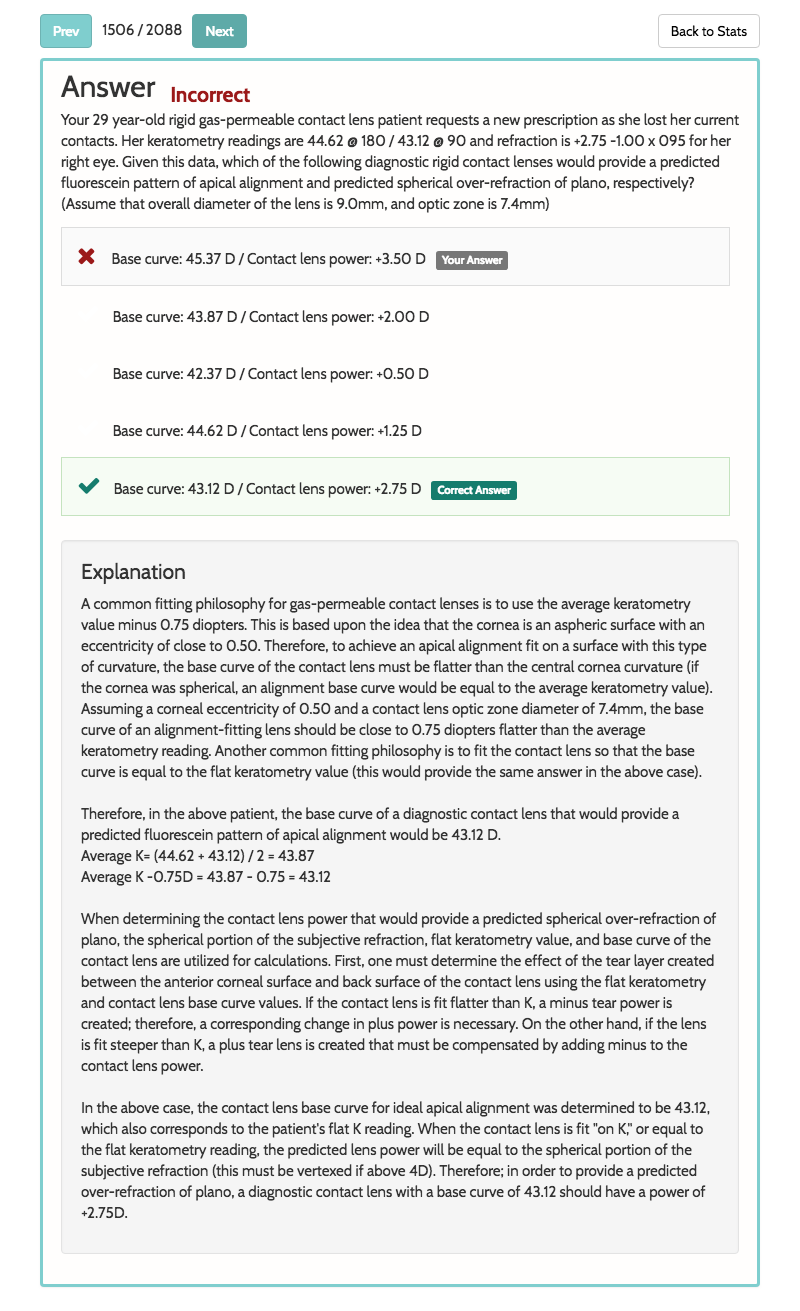 Prev 1506 / 2088 Next Back to Stats
Answer Incorrect
Your 29 year-old rigid gas-permeable contact lens patient requests a new prescription as she lost her current
contacts. Her keratometry readings are 44.62 @ 180 / 43.12 @ 90 and refraction is +2.75 -1.00 x 095 for her
right eye. Given this data, which of the following diagnostic rigid contact lenses would provide a predicted
fluorescein pattern of apical alignment and predicted spherical over-refraction of plano, respectively?
(Assume that overall diameter of the lens is 9.0mm, and optic zone is 7.4mm)
Base curve: 45.37 D / Contact lens power: +3.50 D Your Answer
Base curve: 43.87 D / Contact lens power: +2.00 D
Base curve: 42.37 D / Contact lens power: +0.50 D
Base curve: 44.62 D / Contact lens power: +1.25 D
Base curve: 43.12 D / Contact lens power: +2.75 D Correct Answer
Explanation
A common fitting philosophy for gas-permeable contact lenses is to use the average keratometry
value minus 0.75 diopters. This is based upon the idea that the cornea is an aspheric surface with an
eccentricity of close to 0.50. Therefore, to achieve an apical alignment fit on a surface with this type
of curvature, the base curve of the contact lens must be flatter than the central cornea curvature (if
the cornea was spherical, an alignment base curve would be equal to the average keratometry value).
Assuming a corneal eccentricity of 0.50 and a contact lens optic zone diameter of 7.4mm, the base
curve of an alignment-fitting lens should be close to 0.75 diopters flatter than the average
keratometry reading. Another common fitting philosophy is to fit the contact lens so that the base
curve is equal to the flat keratometry value (this would provide the same answer in the above case).
Therefore, in the above patient, the base curve of a diagnostic contact lens that would provide a
predicted fluorescein pattern of apical alignment would be 43.12 D.
Average K= (44.62 + 43.12) / 2 = 43.87
Average K -0.75D = 43.87 - 0.75 = 43.12
When determining the contact lens power that would provide a predicted spherical over-refraction of
plano, the spherical portion of the subjective refraction, flat keratometry value, and base curve of the
contact lens are utilized for calculations. First, one must determine the effect of the tear layer created
between the anterior corneal surface and back surface of the contact lens using the flat keratometry
and contact lens base curve values. If the contact lens is fit flatter than K, a minus tear power is
created; therefore, a corresponding change in plus power is necessary. On the other hand, if the lens
is fit steeper than K, a plus tear lens is created that must be compensated by adding minus to the
contact lens power.
In the above case, the contact lens base curve for ideal apical alignment was determined to be 43.12,
which also corresponds to the patient's flat K reading. When the contact lens is fit "on K," or equal to
the flat keratometry reading, the predicted lens power will be equal to the spherical portion of the
subjective refraction (this must be vertexed if above 4D). Therefore; in order to provide a predicted
over-refraction of plano, a diagnostic contact lens with a base curve of 43.12 should have a power of
+2.75D.